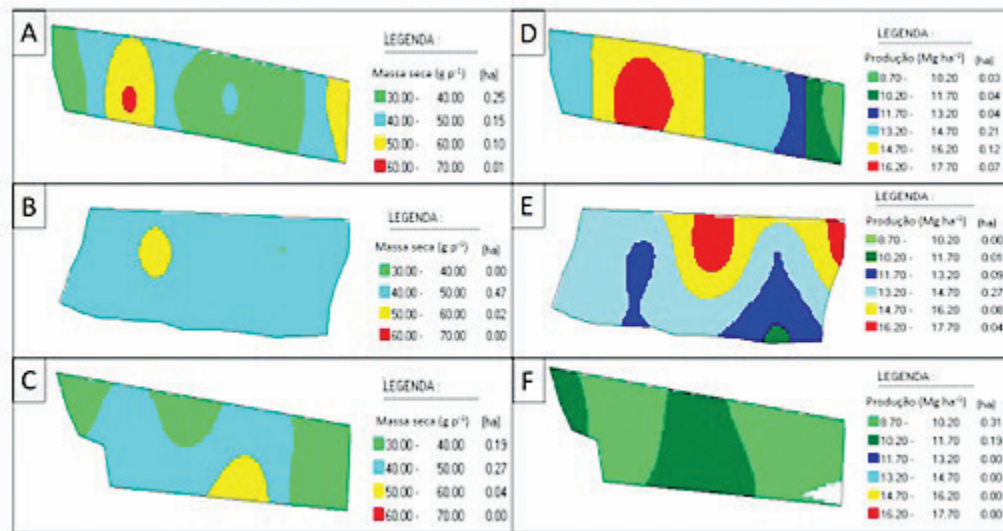 A
LEGENDA :
Massa seca (g p⁻¹) [ha]
30.00 - 40.00 0.25
40.00 - 50.00 0.15
50.00 - 60.00 0.10
60.00 - 70.00 0.01
D
LEGENDA :
Produção (Mg ha⁻¹) [ha]
8.70 - 10.20 0.03
10.20 - 11.70 0.04
11.70 - 13.20 0.04
13.20 - 14.70 0.21
14.70 - 16.20 0.12
16.20 - 17.70 0.07
B
LEGENDA :
Massa seca (g p⁻¹) [ha]
30.00 - 40.00 0.00
40.00 - 50.00 0.47
50.00 - 60.00 0.02
60.00 - 70.00 0.00
E
LEGENDA :
Produção (Mg ha⁻¹) [ha]
8.70 - 10.20 0.00
10.20 - 11.70 0.01
11.70 - 13.20 0.09
13.20 - 14.70 0.27
14.70 - 16.20
16.20 - 17.70 0.04
C
LEGENDA :
Massa seca (g p⁻¹) [ha]
30.00 - 40.00 0.19
40.00 - 50.00 0.27
50.00 - 60.00 0.04
60.00 - 70.00 0.00
F
LEGENDA :
Produção (Mg ha⁻¹) [ha]
8.70 - 10.20 0.31
10.20 - 11.70 0.19
11.70 - 13.20 0.00
13.20 - 14.70 0.00
14.70 - 16.20 0.00
16.20 - 17.70 0.00